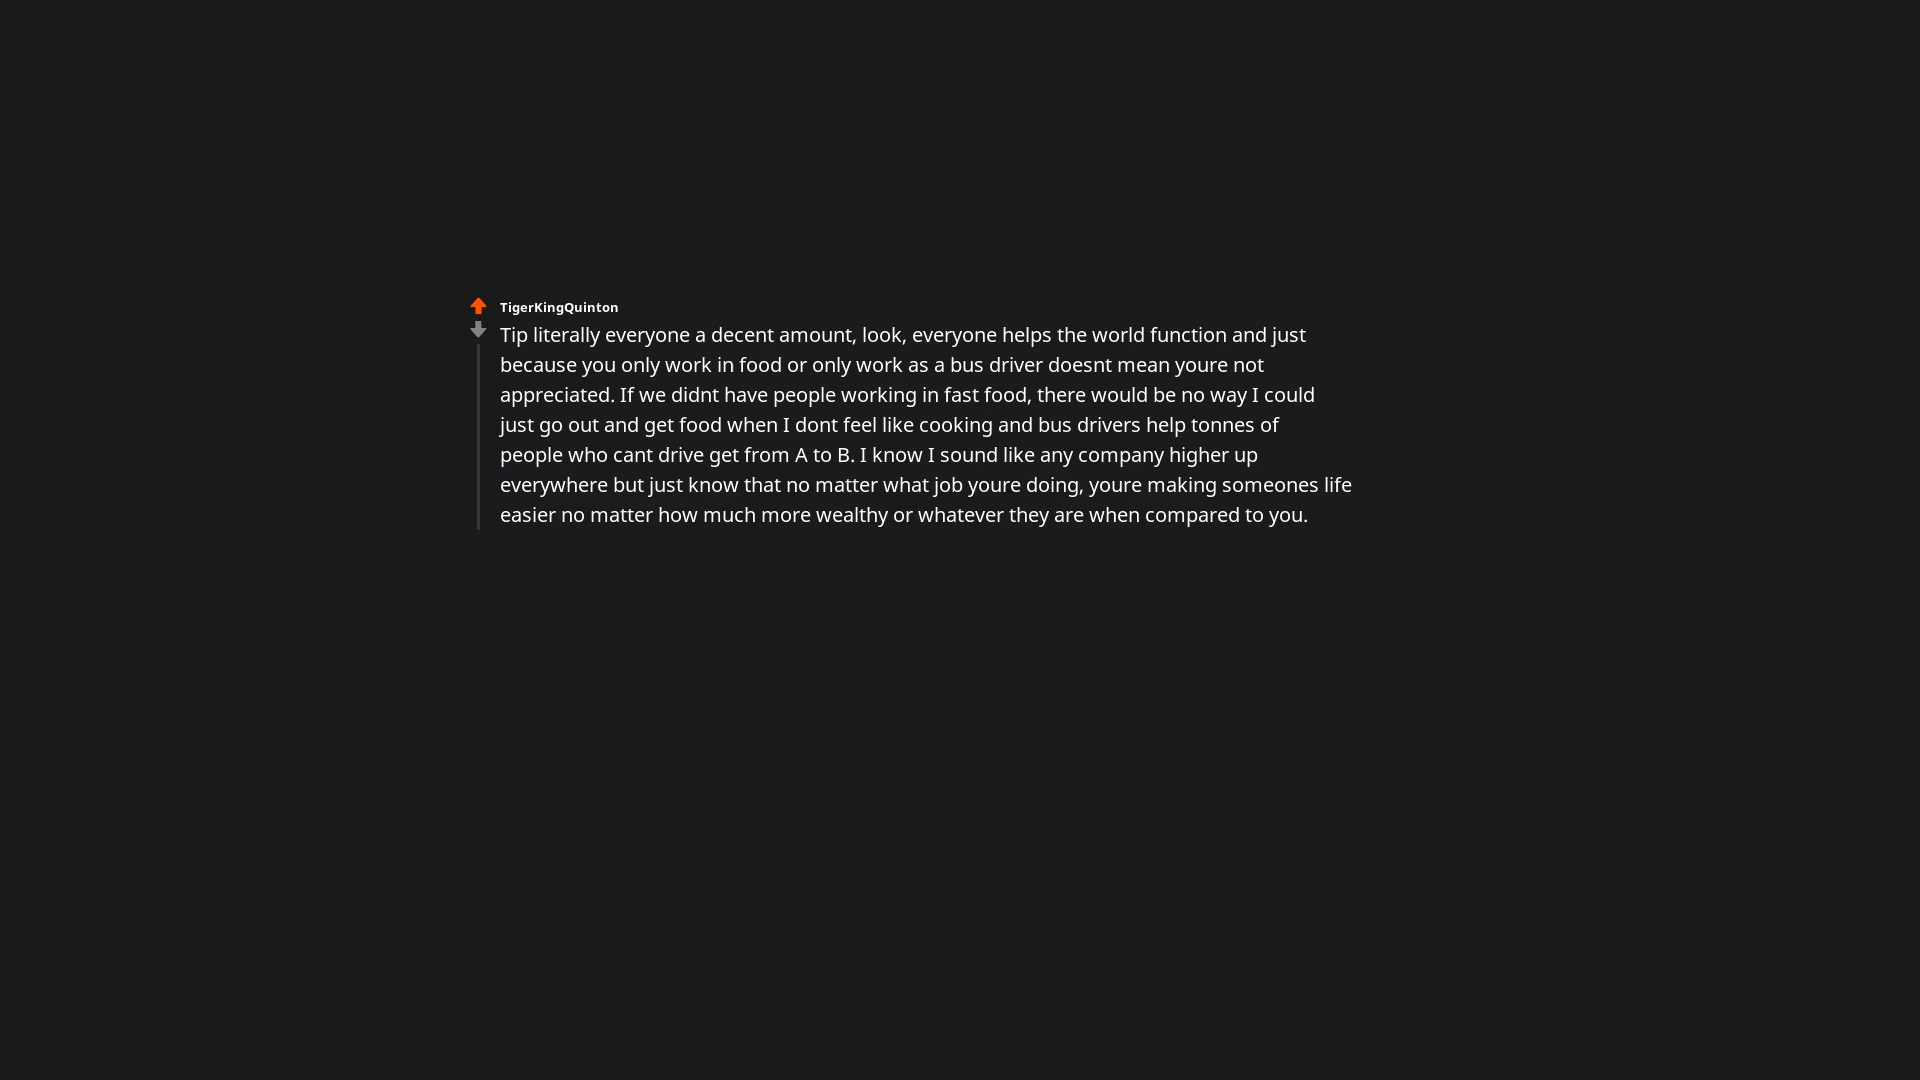 TigerKingQuinton
Tip literally everyone a decent amount, look, everyone helps the world function and just
because you only work in food or only work as a bus driver doesnt mean youre not
appreciated. If we didnt have people working in fast food, there would be no way I could
just go out and get food when I dont feel like cooking and bus drivers help tonnes of
people who cant drive get from A to B. I know I sound like any company higher up
everywhere but just know that no matter what job youre doing, youre making someones life
easier no matter how much more wealthy or whatever they are when compared to you.